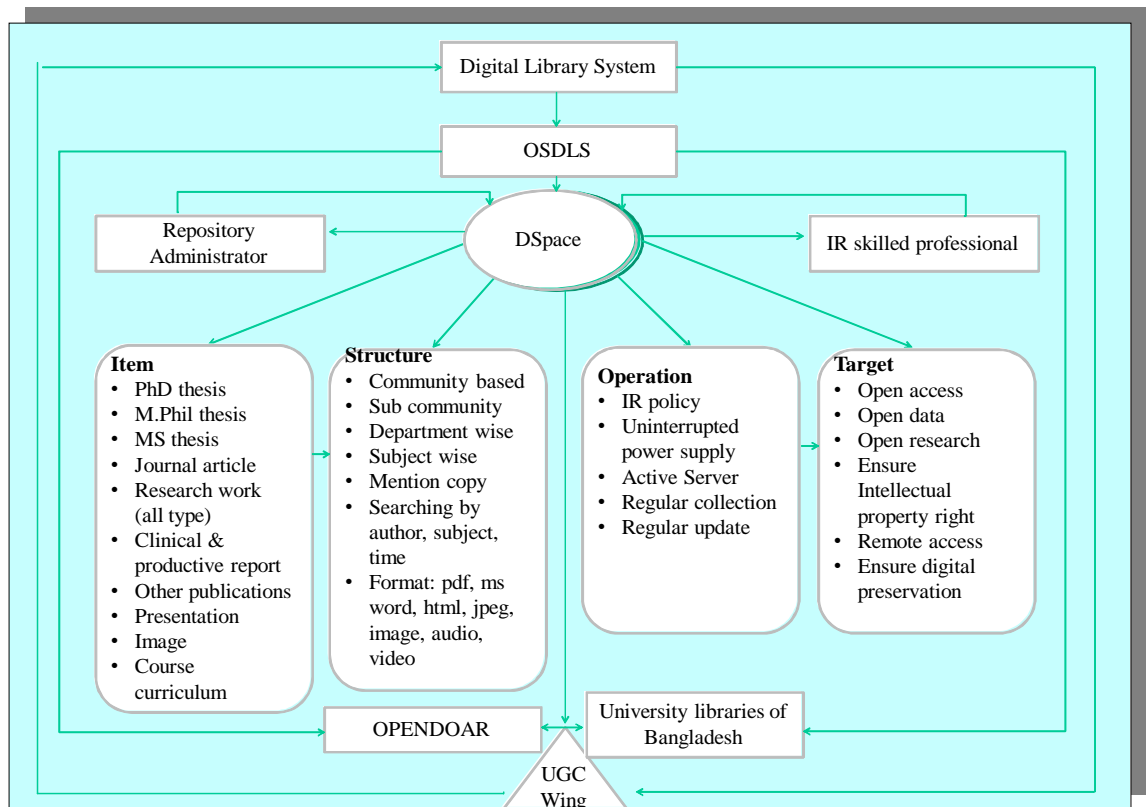 Digital Library System
OSDLS
Repository
Administrator
DSpace
IR skilled professional
Item
• PhD thesis
• M.Phil thesis
• MS thesis
• Journal article
• Research work
(all type)
• Clinical &
productive report
• Other publications
• Presentation
• Image
• Course
curriculum
Structure
• Community based
• Sub community
• Department wise
• Subject wise
• Mention copy
• Searching by
author, subject,
time
• Format: pdf, ms
word, html, jpeg,
image, audio,
video
Operation
• IR policy
• Uninterrupted
power supply
• Active Server
• Regular collection
• Regular update
Target
• Open access
• Open data
• Open research
• Ensure
Intellectual
property right
• Remote access
• Ensure digital
preservation
OPENDOAR
University libraries of
Bangladesh
UGC
Wing